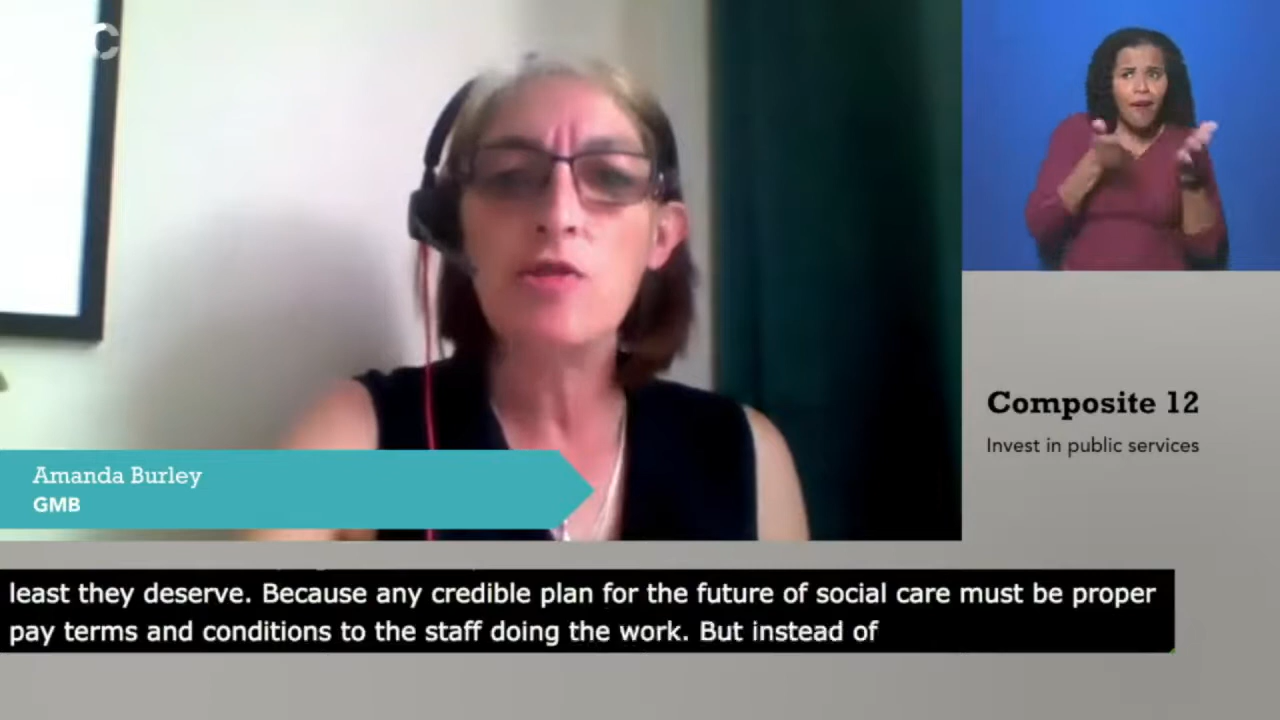 Amanda Burley
GMB
Composite 12
Invest in public services
least they deserve. Because any credible plan for the future of social care must be proper
pay terms and conditions to the staff doing the work. But instead of